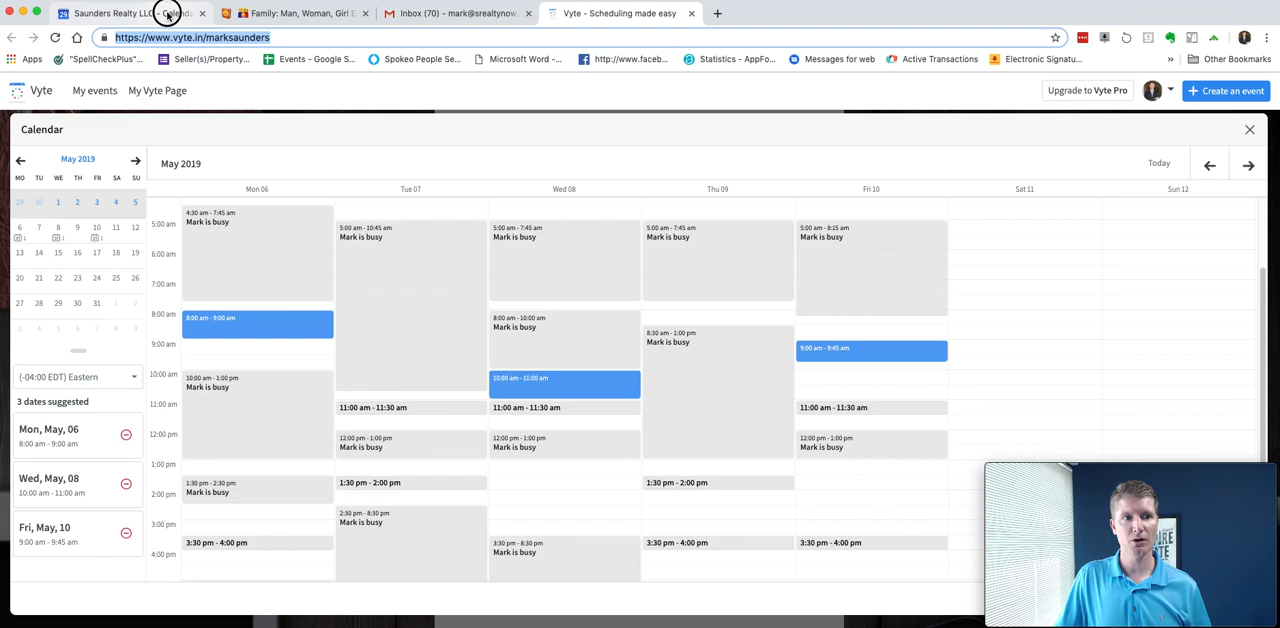 Saunders Realty LLC - Calenda
Family: Man, Woman, Girl E
Inbox (70) - mark@srealtynow.
Vyte - Scheduling made easy
https://www.vyte.in/marksaunders
Apps
"SpellCheckPlus"...
Seller(s)/Property...
Events - Google S...
Spokeo People Se...
Microsoft Word -...
http://www.faceb...
Statistics - AppFo...
Messages for web
Active Transactions
Electronic Signatu...
»
Other Bookmarks
Vyte
My events
My Vyte Page
Upgrade to Vyte Pro
+ Create an event
Calendar
May 2019
MO TU WE TH FR SA SU
29 30 1 2 3 4 5
6 7 8 9 10 11 12
13 14 15 16 17 18 19
20 21 22 23 24 25 26
27 28 29 30 31 1 2
3 4 5 6 7 8 9
(-04:00 EDT) Eastern
3 dates suggested
Mon, May, 06
8:00 am - 9:00 am
Wed, May, 08
10:00 am - 11:00 am
Fri, May, 10
9:00 am - 9:45 am
May 2019
Today
Mon 06
Tue 07
Wed 08
Thu 09
Fri 10
Sat 11
Sun 12
5:00 am
6:00 am
7:00 am
8:00 am
9:00 am
10:00 am
11:00 am
12:00 pm
1:00 pm
2:00 pm
3:00 pm
4:00 pm
4:30 am - 7:45 am
Mark is busy
8:00 am - 9:00 am
10:00 am - 1:00 pm
Mark is busy
1:30 pm - 2:30 pm
Mark is busy
3:30 pm - 4:00 pm
5:00 am - 10:45 am
Mark is busy
11:00 am - 11:30 am
12:00 pm - 1:00 pm
Mark is busy
1:30 pm - 2:00 pm
2:30 pm - 8:30 pm
Mark is busy
5:00 am - 7:45 am
Mark is busy
8:00 am - 10:00 am
Mark is busy
10:00 am - 11:00 am
11:00 am - 11:30 am
12:00 pm - 1:00 pm
Mark is busy
3:30 pm - 8:30 pm
Mark is busy
5:00 am - 7:45 am
Mark is busy
8:30 am - 1:00 pm
Mark is busy
1:30 pm - 2:00 pm
3:30 pm - 4:00 pm
5:00 am - 8:15 am
Mark is busy
9:00 am - 9:45 am
11:00 am - 11:30 am
12:00 pm - 1:00 pm
Mark is busy
3:30 pm - 4:00 pm